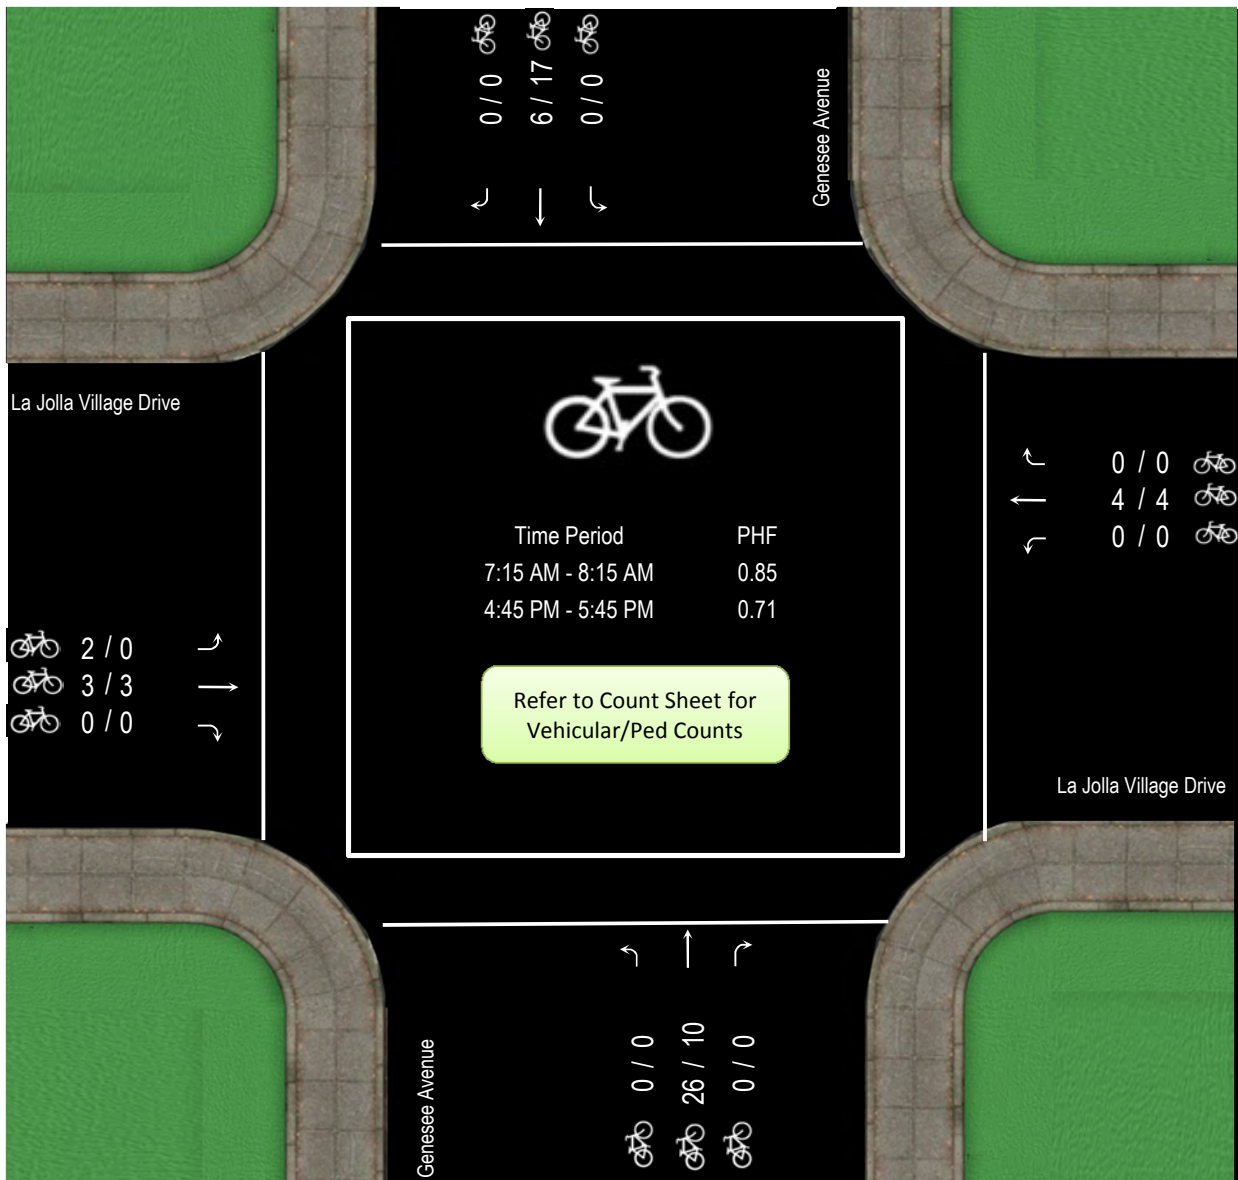 0 / 0
6 / 17
0 / 0
Genesee Avenue
La Jolla Village Drive
0 / 0
4 / 4
0 / 0
Time Period PHF
7:15 AM - 8:15 AM 0.85
4:45 PM - 5:45 PM 0.71
2 / 0
3 / 3
0 / 0
Refer to Count Sheet for
Vehicular/Ped Counts
La Jolla Village Drive
Genesee Avenue
0 / 0
26 / 10
0 / 0